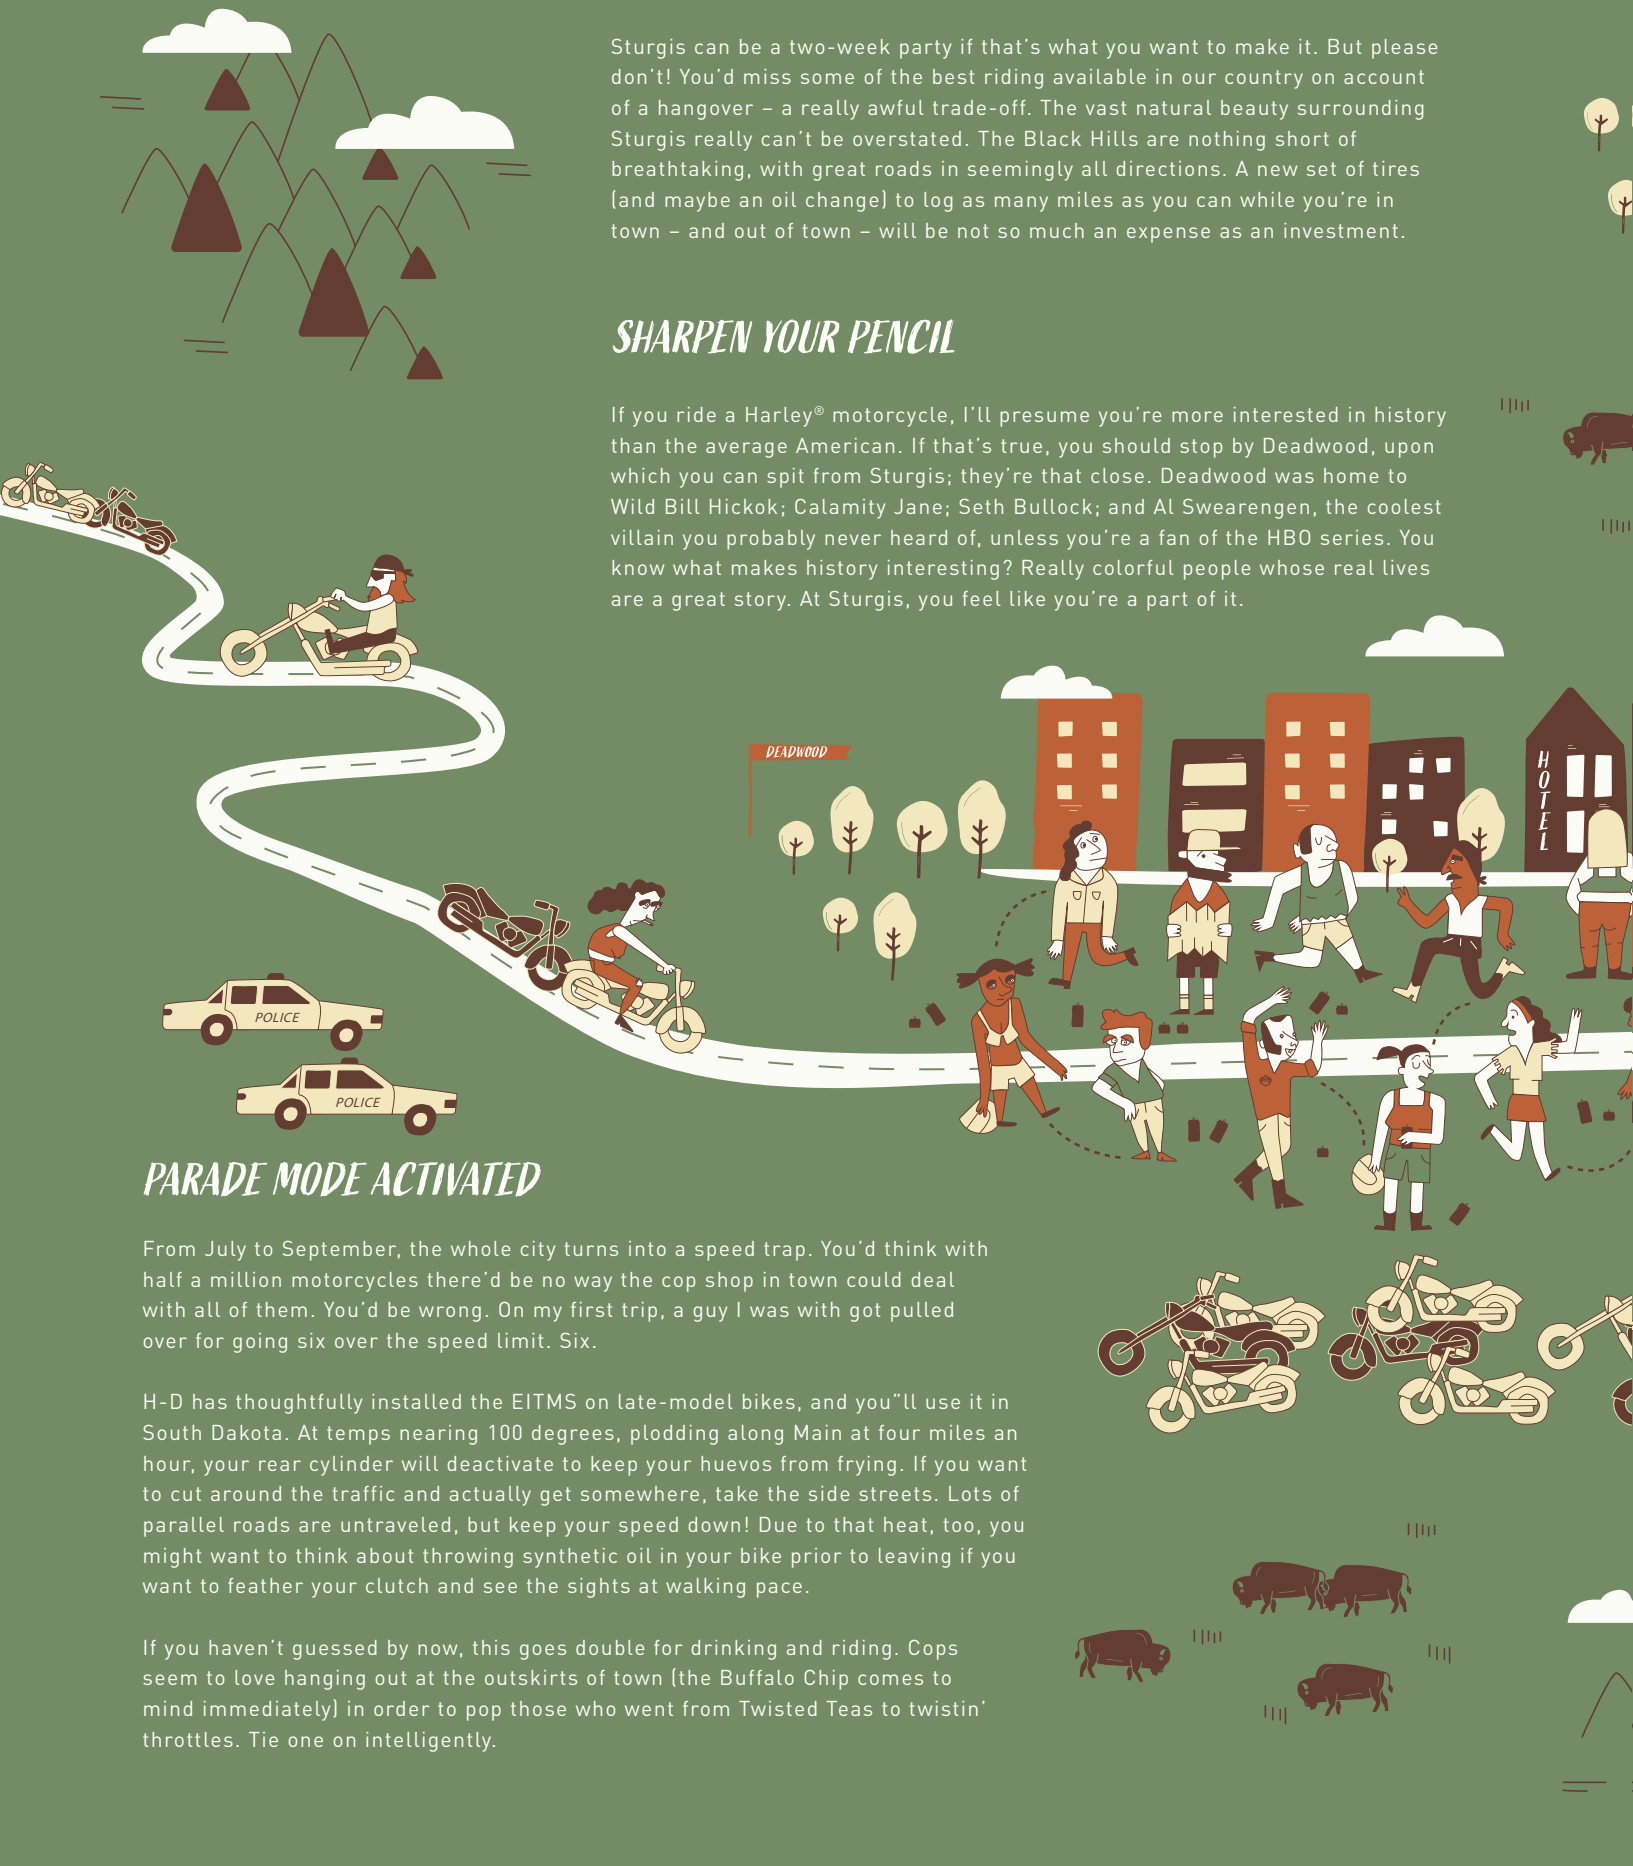 Sturgis can be a two-week party if that’s what you want to make it. But please
don’t! You’d miss some of the best riding available in our country on account
of a hangover – a really awful trade-off. The vast natural beauty surrounding
Sturgis really can’t be overstated. The Black Hills are nothing short of
breathtaking, with great roads in seemingly all directions. A new set of tires
(and maybe an oil change) to log as many miles as you can while you’re in
town – and out of town – will be not so much an expense as an investment.
SHARPEN YOUR PENCIL
If you ride a Harley® motorcycle, I’ll presume you’re more interested in history
than the average American. If that’s true, you should stop by Deadwood, upon
which you can spit from Sturgis; they’re that close. Deadwood was home to
Wild Bill Hickok; Calamity Jane; Seth Bullock; and Al Swearengen, the coolest
villain you probably never heard of, unless you’re a fan of the HBO series. You
know what makes history interesting? Really colorful people whose real lives
are a great story. At Sturgis, you feel like you’re a part of it.
DEADWOOD
HOTEL
POLICE
POLICE
PARADE MODE ACTIVATED
From July to September, the whole city turns into a speed trap. You’d think with
half a million motorcycles there’d be no way the cop shop in town could deal
with all of them. You’d be wrong. On my first trip, a guy I was with got pulled
over for going six over the speed limit. Six.
H-D has thoughtfully installed the EITMS on late-model bikes, and you”ll use it in
South Dakota. At temps nearing 100 degrees, plodding along Main at four miles an
hour, your rear cylinder will deactivate to keep your huevos from frying. If you want
to cut around the traffic and actually get somewhere, take the side streets. Lots of
parallel roads are untraveled, but keep your speed down! Due to that heat, too, you
might want to think about throwing synthetic oil in your bike prior to leaving if you
want to feather your clutch and see the sights at walking pace.
If you haven’t guessed by now, this goes double for drinking and riding. Cops
seem to love hanging out at the outskirts of town (the Buffalo Chip comes to
mind immediately) in order to pop those who went from Twisted Teas to twistin’
throttles. Tie one on intelligently.